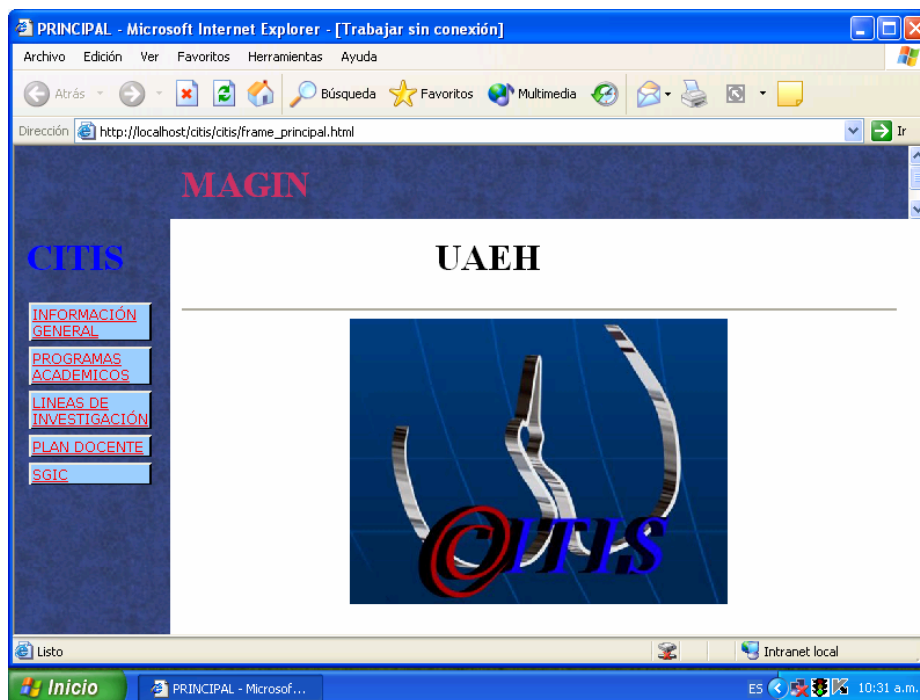 PRINCIPAL - Microsoft Internet Explorer - [Trabajar sin conexión]
Archivo Edición Ver Favoritos Herramientas Ayuda
Atrás Búsqueda Favoritos Multimedia
Dirección http://localhost/citis/citis/frame_principal.html Ir
MAGIN
CITIS
UAEH
INFORMACIÓN
GENERAL
PROGRAMAS
ACADEMICOS
LINEAS DE
INVESTIGACIÓN
PLAN DOCENTE
SGIC
©CITIS
Listo Intranet local
Inicio PRINCIPAL - Microsof... ES 10:31 a.m.